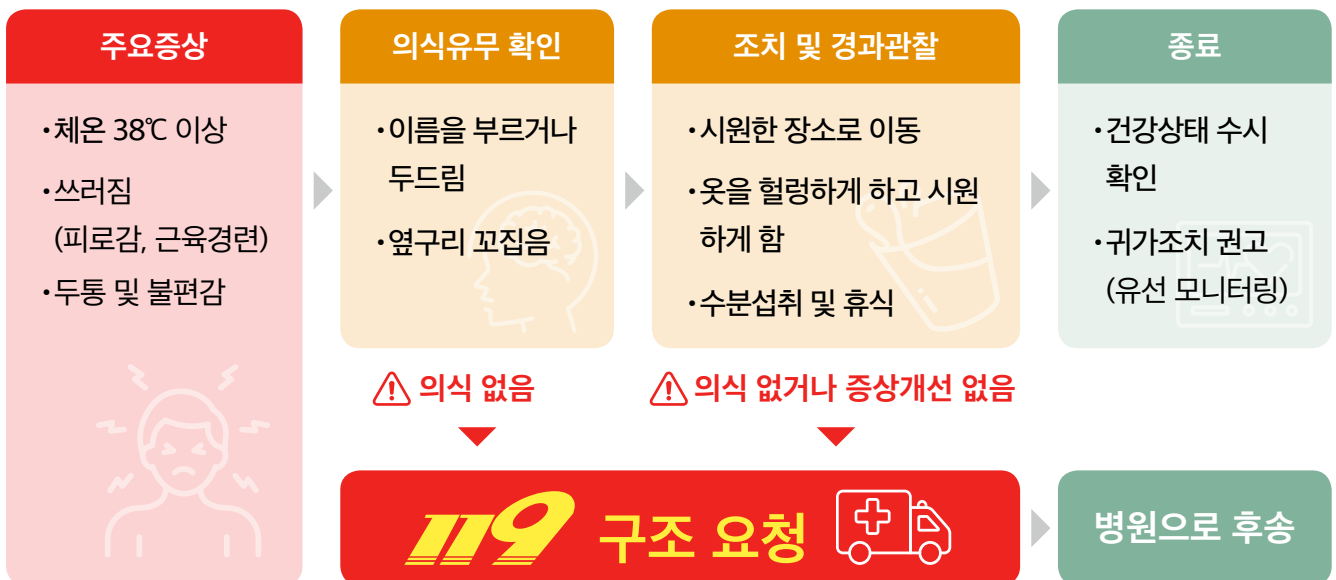 주요증상
·체온 38℃ 이상
·쓰러짐
(피로감, 근육경련)
·두통 및 불편감
의식유무 확인
·이름을 부르거나
두드림
·옆구리 꼬집음
조치 및 경과관찰
·시원한 장소로 이동
·옷을 헐렁하게 하고 시원
하게 함
·수분섭취 및 휴식
종료
·건강상태 수시
확인
·귀가조치 권고
(유선 모니터링)
의식 없음
의식 없거나 증상개선 없음
119 구조 요청
병원으로 후송